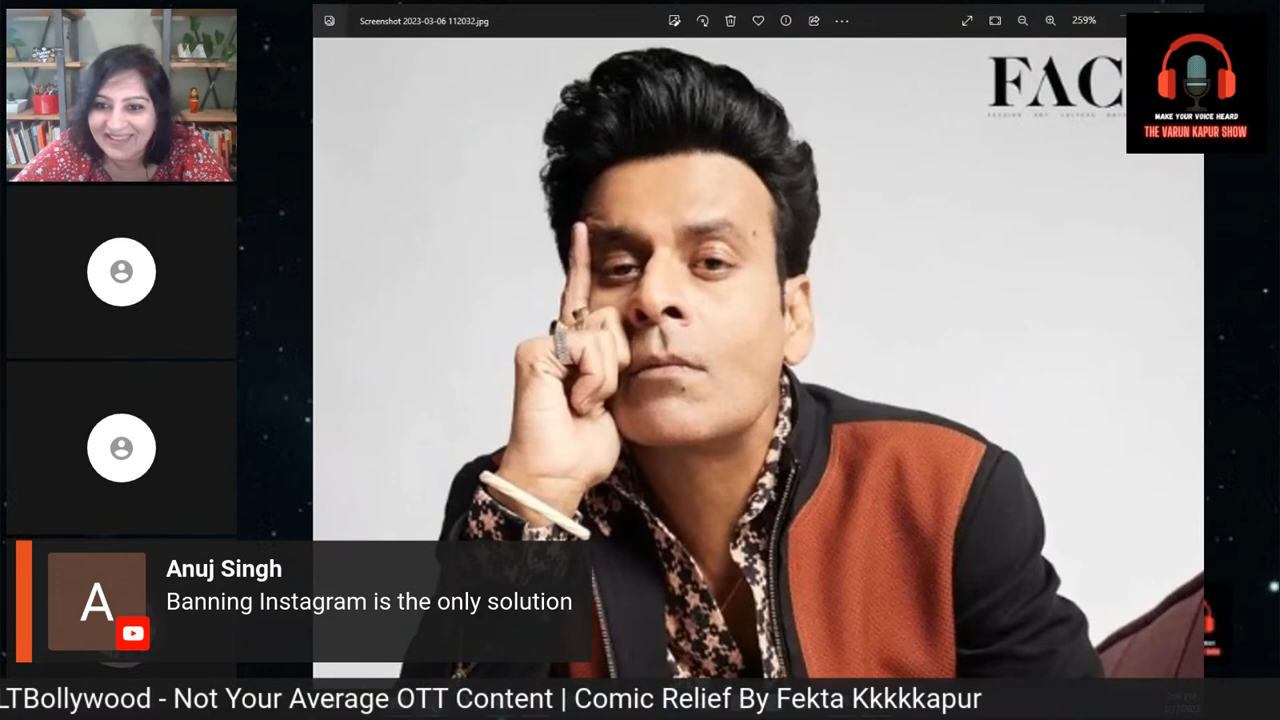 Screenshot 2023-03-06 112032.jpg
259%
FAC
MAKE YOUR VOICE HEARD
THE VARUN KAPUR SHOW
A
Anuj Singh
Banning Instagram is the only solution
LTBollywood - Not Your Average OTT Content | Comic Relief By Fekta Kkkkkapur